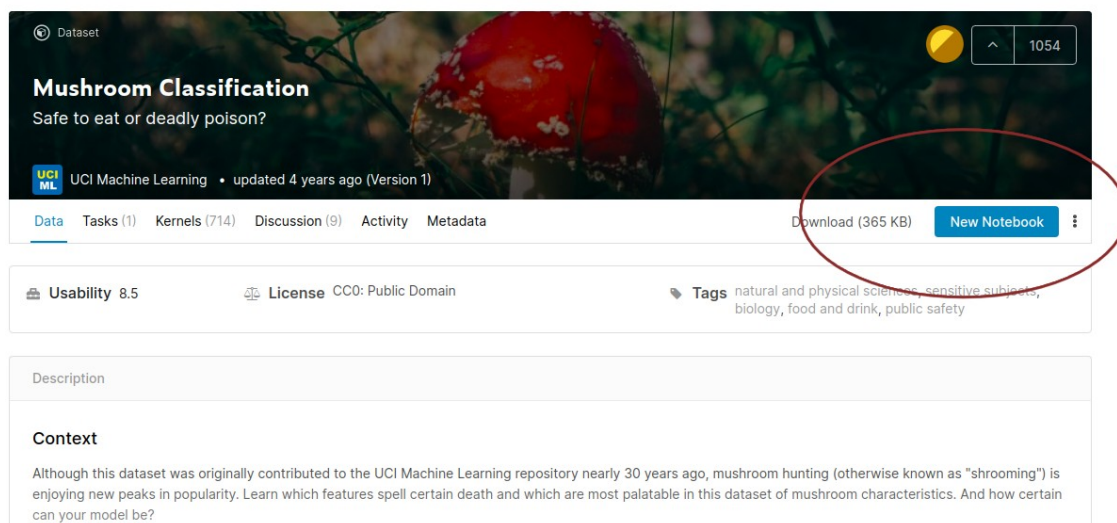 Dataset
1054
Mushroom Classification
Safe to eat or deadly poison?
UCI
ML
UCI Machine Learning • updated 4 years ago (Version 1)
Data Tasks (1) Kernels (714) Discussion (9) Activity Metadata Download (365 KB) New Notebook
Usability 8.5 License CC0: Public Domain Tags natural and physical sciences, sensitive subjects,
biology, food and drink, public safety
Description
Context
Although this dataset was originally contributed to the UCI Machine Learning repository nearly 30 years ago, mushroom hunting (otherwise known as "shrooming") is
enjoying new peaks in popularity. Learn which features spell certain death and which are most palatable in this dataset of mushroom characteristics. And how certain
can your model be?